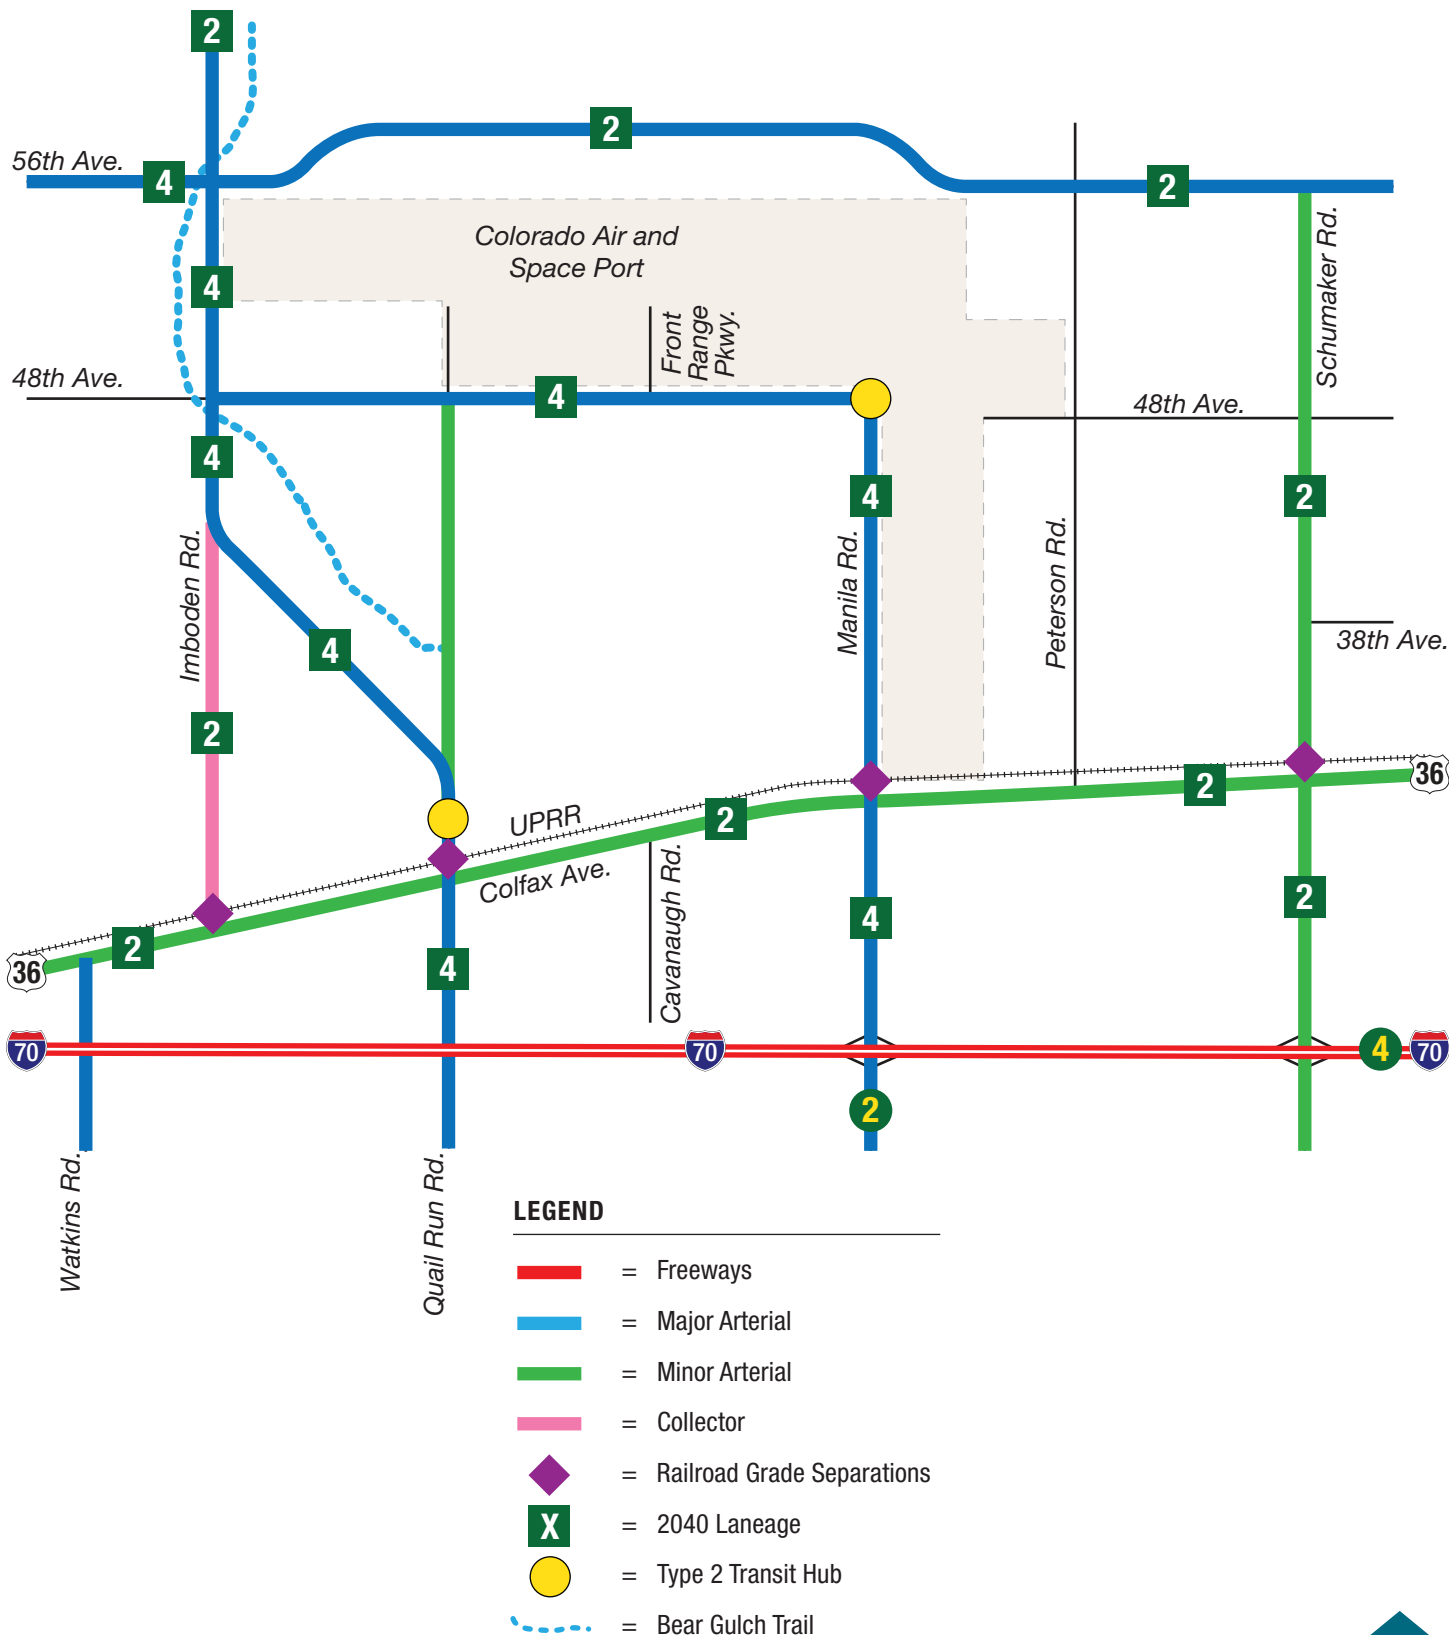 2
2
56th Ave.
4
2
Colorado Air and
Space Port
Schumaker Rd.
4
Front
Range
Pkwy.
48th Ave.
4
48th Ave.
4
4
2
Imboden Rd.
Manila Rd.
Peterson Rd.
38th Ave.
4
2
36
2
UPRR
2
Colfax Ave.
Cavanaugh Rd.
2
4
2
36
4
70
70
4
70
2
Watkins Rd.
Quail Run Rd.
LEGEND
= Freeways
= Major Arterial
= Minor Arterial
= Collector
= Railroad Grade Separations
X = 2040 Laneage
= Type 2 Transit Hub
= Bear Gulch Trail